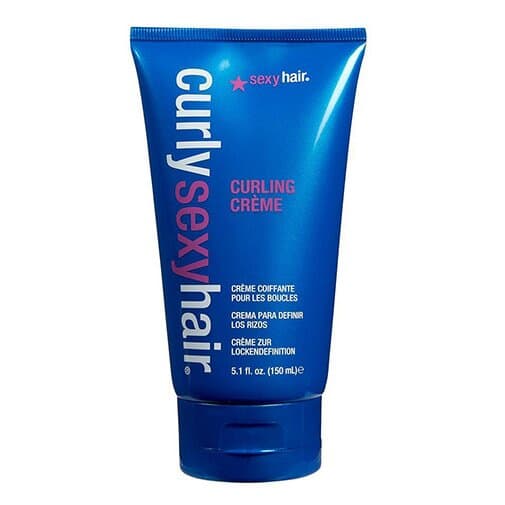 sexyhair.
curlysexyhair.®
CURLING
CRÈME
CRÈME COIFFANTE
POUR LES BOUCLES
CREMA PARA DEFINIR
LOS RIZOS
CRÈME ZUR
LOCKENDEFINITION
5.1 fl. oz. (150 mL)℮